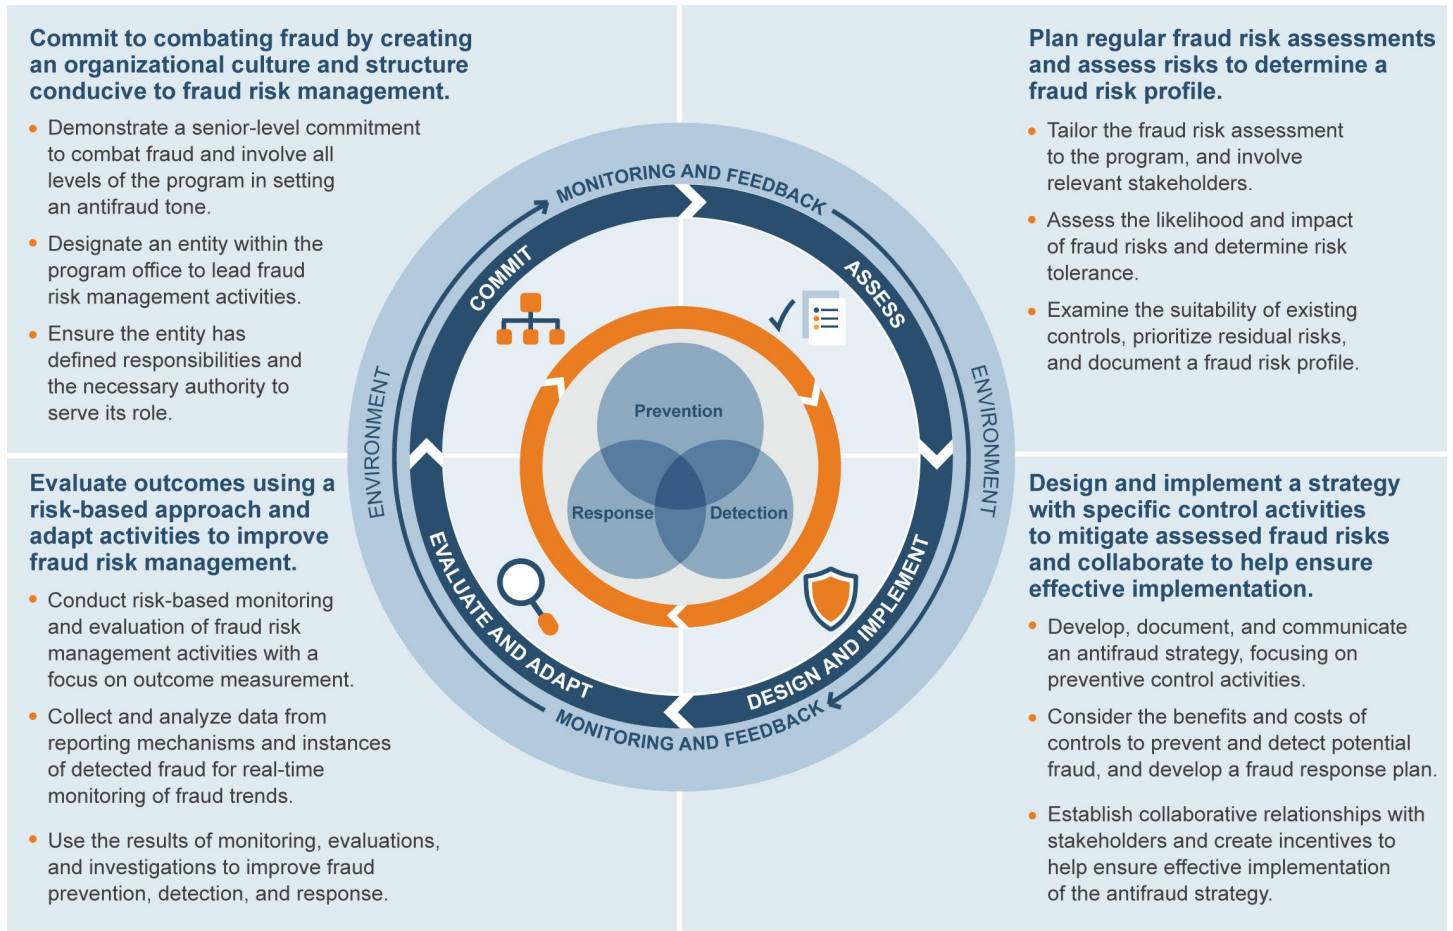 Commit to combating fraud by creating
an organizational culture and structure
conducive to fraud risk management.
• Demonstrate a senior-level commitment
to combat fraud and involve all
levels of the program in setting
an antifraud tone.
• Designate an entity within the
program office to lead fraud
risk management activities.
• Ensure the entity has
defined responsibilities and
the necessary authority to
serve its role.
Plan regular fraud risk assessments
and assess risks to determine a
fraud risk profile.
• Tailor the fraud risk assessment
to the program, and involve
relevant stakeholders.
• Assess the likelihood and impact
of fraud risks and determine risk
tolerance.
• Examine the suitability of existing
controls, prioritize residual risks,
and document a fraud risk profile.
MONITORING AND FEEDBACK
COMMIT
ASSESS
ENVIRONMENT
ENVIRONMENT
Prevention
Response
Detection
EVALUATE AND ADAPT
DESIGN AND IMPLEMENT
MONITORING AND FEEDBACK
Evaluate outcomes using a
risk-based approach and
adapt activities to improve
fraud risk management.
• Conduct risk-based monitoring
and evaluation of fraud risk
management activities with a
focus on outcome measurement.
• Collect and analyze data from
reporting mechanisms and instances
of detected fraud for real-time
monitoring of fraud trends.
• Use the results of monitoring, evaluations,
and investigations to improve fraud
prevention, detection, and response.
Design and implement a strategy
with specific control activities
to mitigate assessed fraud risks
and collaborate to help ensure
effective implementation.
• Develop, document, and communicate
an antifraud strategy, focusing on
preventive control activities.
• Consider the benefits and costs of
controls to prevent and detect potential
fraud, and develop a fraud response plan.
• Establish collaborative relationships with
stakeholders and create incentives to
help ensure effective implementation
of the antifraud strategy.